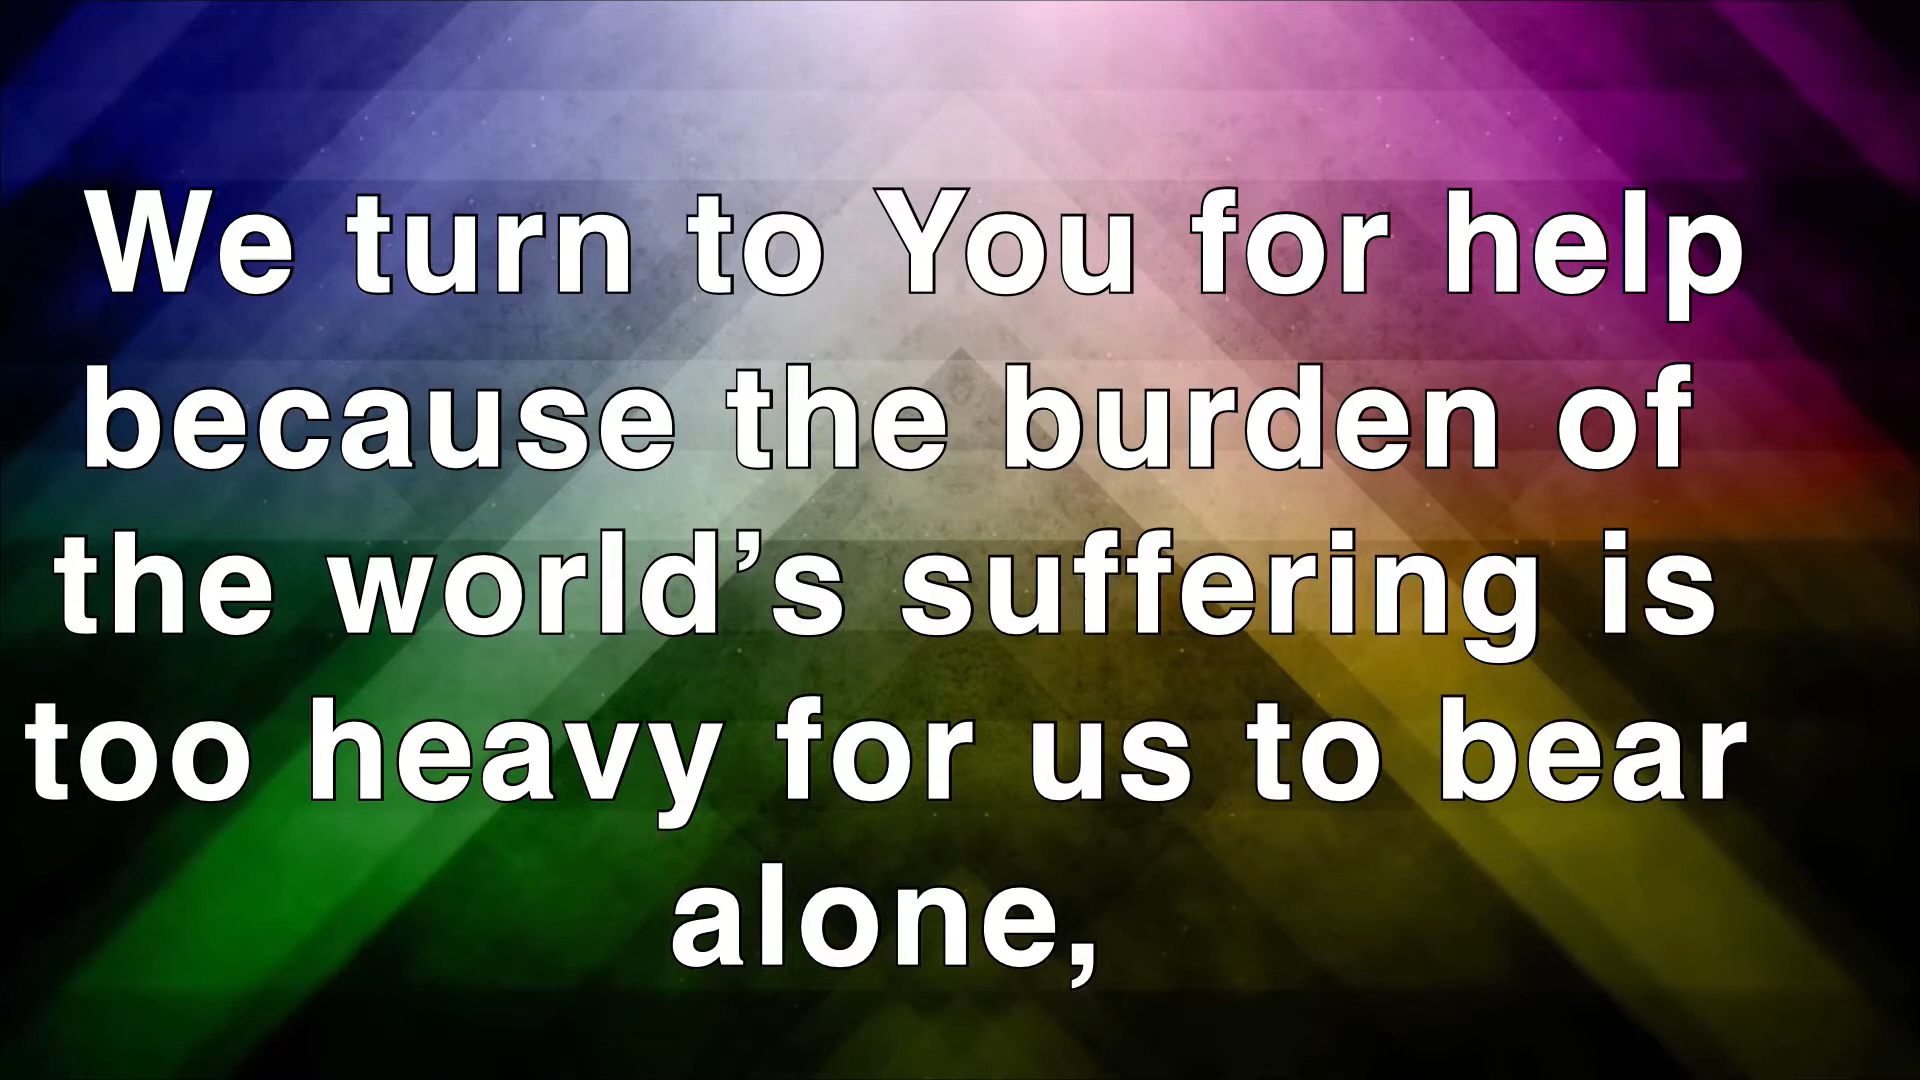 We turn to You for help
because the burden of
the world’s suffering is
too heavy for us to bear
alone,